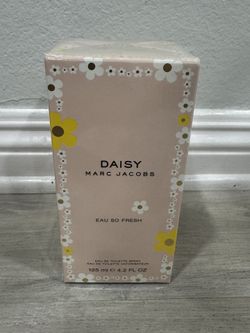 DAISY
MARC JACOBS
EAU SO FRESH
EAU DE TOILETTE SPRAY
EAU DE TOILETTE VAPORISATEUR
125 ml e 4.2 FL OZ